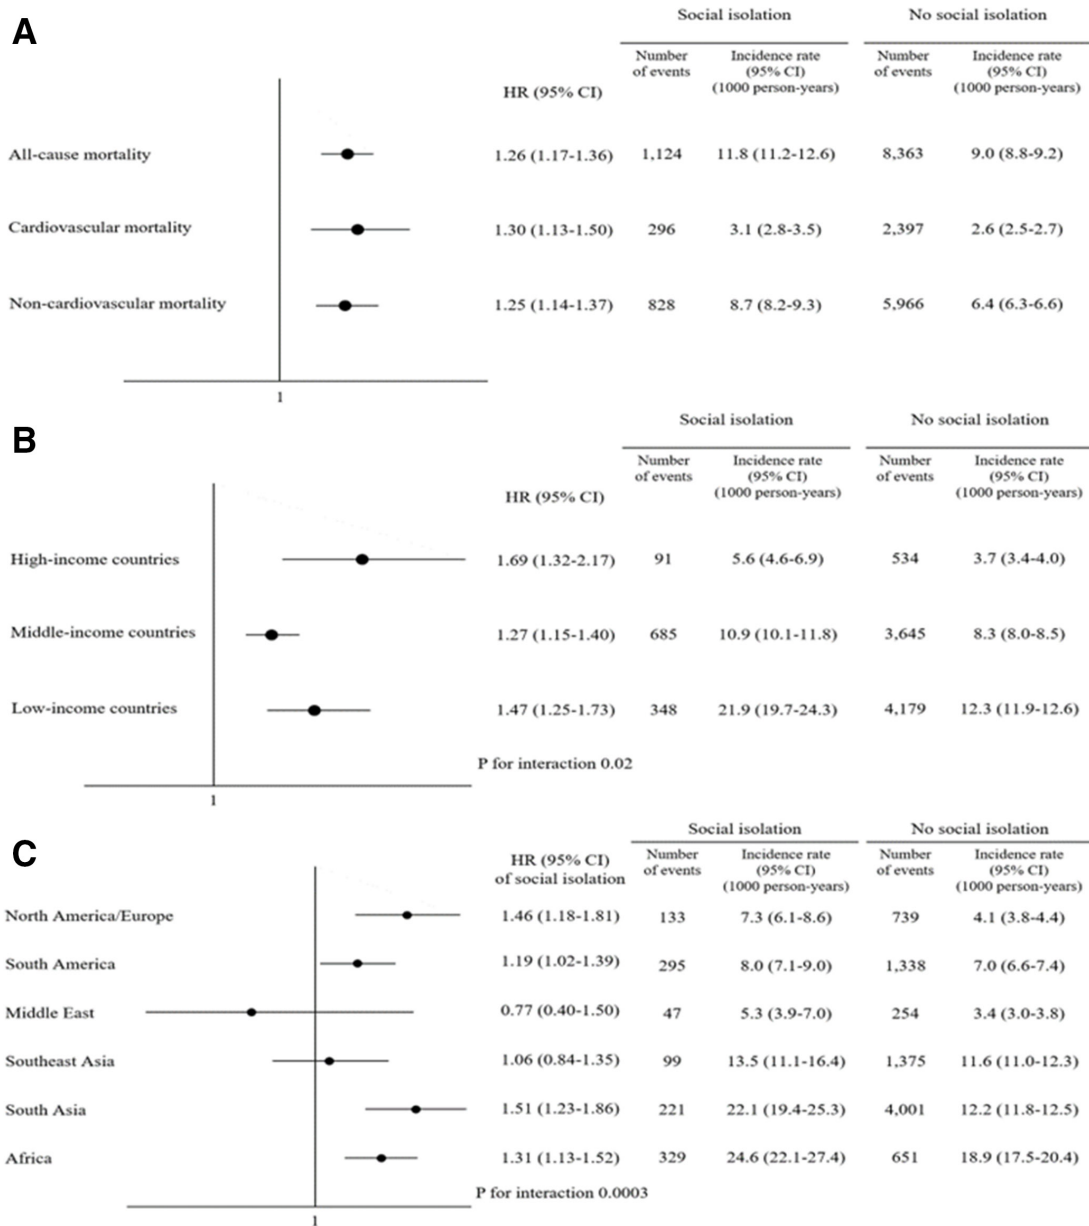 A
Social isolation No social isolation
Number Incidence rate Number Incidence rate
of events (95% CI) of events (95% CI)
HR (95% CI) (1000 person-years) (1000 person-years)
All-cause mortality 1.26 (1.17-1.36) 1,124 11.8 (11.2-12.6) 8,363 9.0 (8.8-9.2)
Cardiovascular mortality 1.30 (1.13-1.50) 296 3.1 (2.8-3.5) 2,397 2.6 (2.5-2.7)
Non-cardiovascular mortality 1.25 (1.14-1.37) 828 8.7 (8.2-9.3) 5,966 6.4 (6.3-6.6)
1
B
Social isolation No social isolation
Number Incidence rate Number Incidence rate
of events (95% CI) of events (95% CI)
HR (95% CI) (1000 person-years) (1000 person-years)
High-income countries 1.69 (1.32-2.17) 91 5.6 (4.6-6.9) 534 3.7 (3.4-4.0)
Middle-income countries 1.27 (1.15-1.40) 685 10.9 (10.1-11.8) 3,645 8.3 (8.0-8.5)
Low-income countries 1.47 (1.25-1.73) 348 21.9 (19.7-24.3) 4,179 12.3 (11.9-12.6)
P for interaction 0.02
1
C
Social isolation No social isolation
HR (95% CI) Number Incidence rate Number Incidence rate
of social isolation of events (95% CI) of events (95% CI)
(1000 person-years) (1000 person-years)
North America/Europe 1.46 (1.18-1.81) 133 7.3 (6.1-8.6) 739 4.1 (3.8-4.4)
South America 1.19 (1.02-1.39) 295 8.0 (7.1-9.0) 1,338 7.0 (6.6-7.4)
Middle East 0.77 (0.40-1.50) 47 5.3 (3.9-7.0) 254 3.4 (3.0-3.8)
Southeast Asia 1.06 (0.84-1.35) 99 13.5 (11.1-16.4) 1,375 11.6 (11.0-12.3)
South Asia 1.51 (1.23-1.86) 221 22.1 (19.4-25.3) 4,001 12.2 (11.8-12.5)
Africa 1.31 (1.13-1.52) 329 24.6 (22.1-27.4) 651 18.9 (17.5-20.4)
P for interaction 0.0003
1